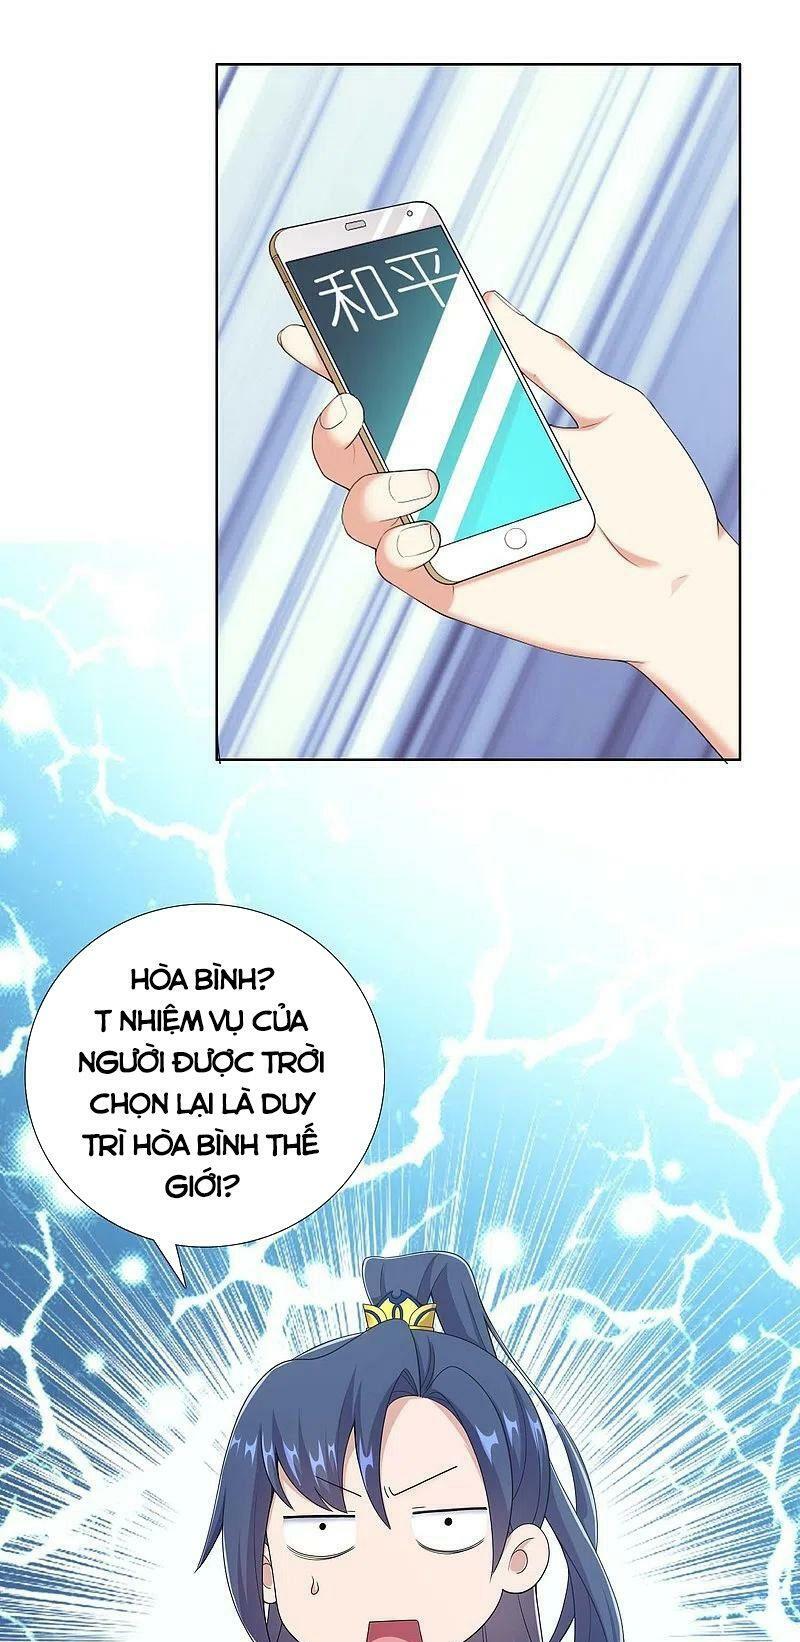 和平
HÒA BÌNH?
T NHIỆM VỤ CỦA
NGƯỜI ĐƯỢC TRỜI
CHỌN LẠI LÀ DUY
TRÌ HÒA BÌNH THẾ
GIỚI?